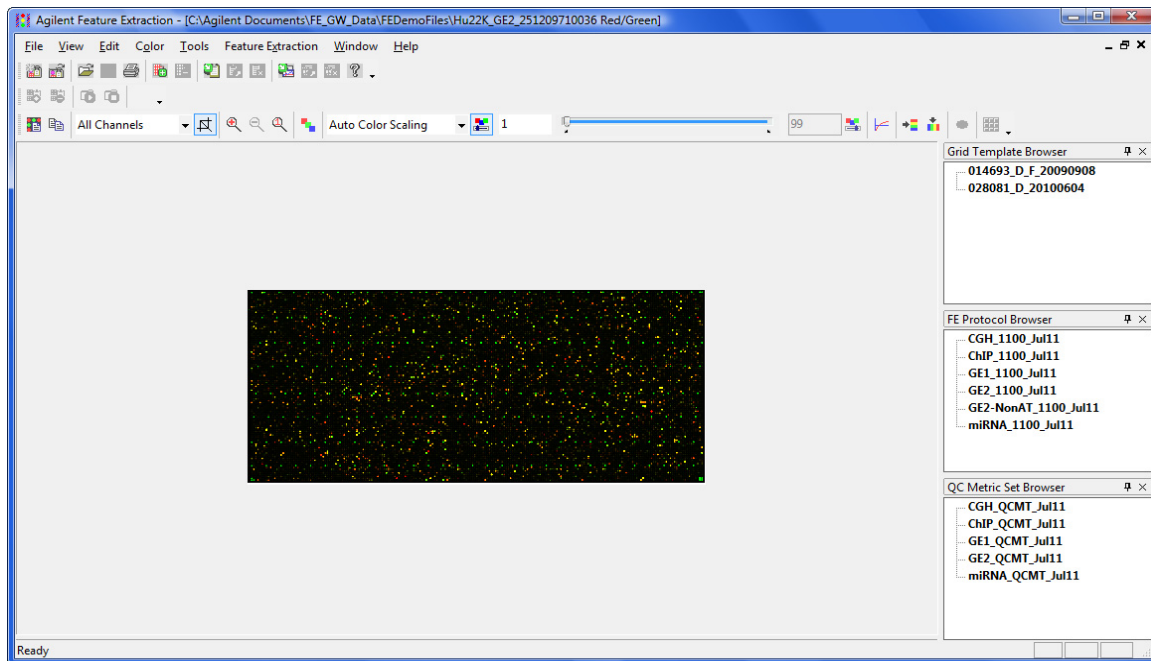 Agilent Feature Extraction - [C:\Agilent Documents\FE_GW_Data\FEDemoFiles\Hu22K_GE2_251209710036 Red/Green]
File View Edit Color Tools Feature Extraction Window Help
All Channels Auto Color Scaling 1 99
Grid Template Browser
014693_D_F_20090908
028081_D_20100604
FE Protocol Browser
CGH_1100_Jul11
ChIP_1100_Jul11
GE1_1100_Jul11
GE2_1100_Jul11
GE2-NonAT_1100_Jul11
miRNA_1100_Jul11
QC Metric Set Browser
CGH_QCMT_Jul11
ChIP_QCMT_Jul11
GE1_QCMT_Jul11
GE2_QCMT_Jul11
miRNA_QCMT_Jul11
Ready